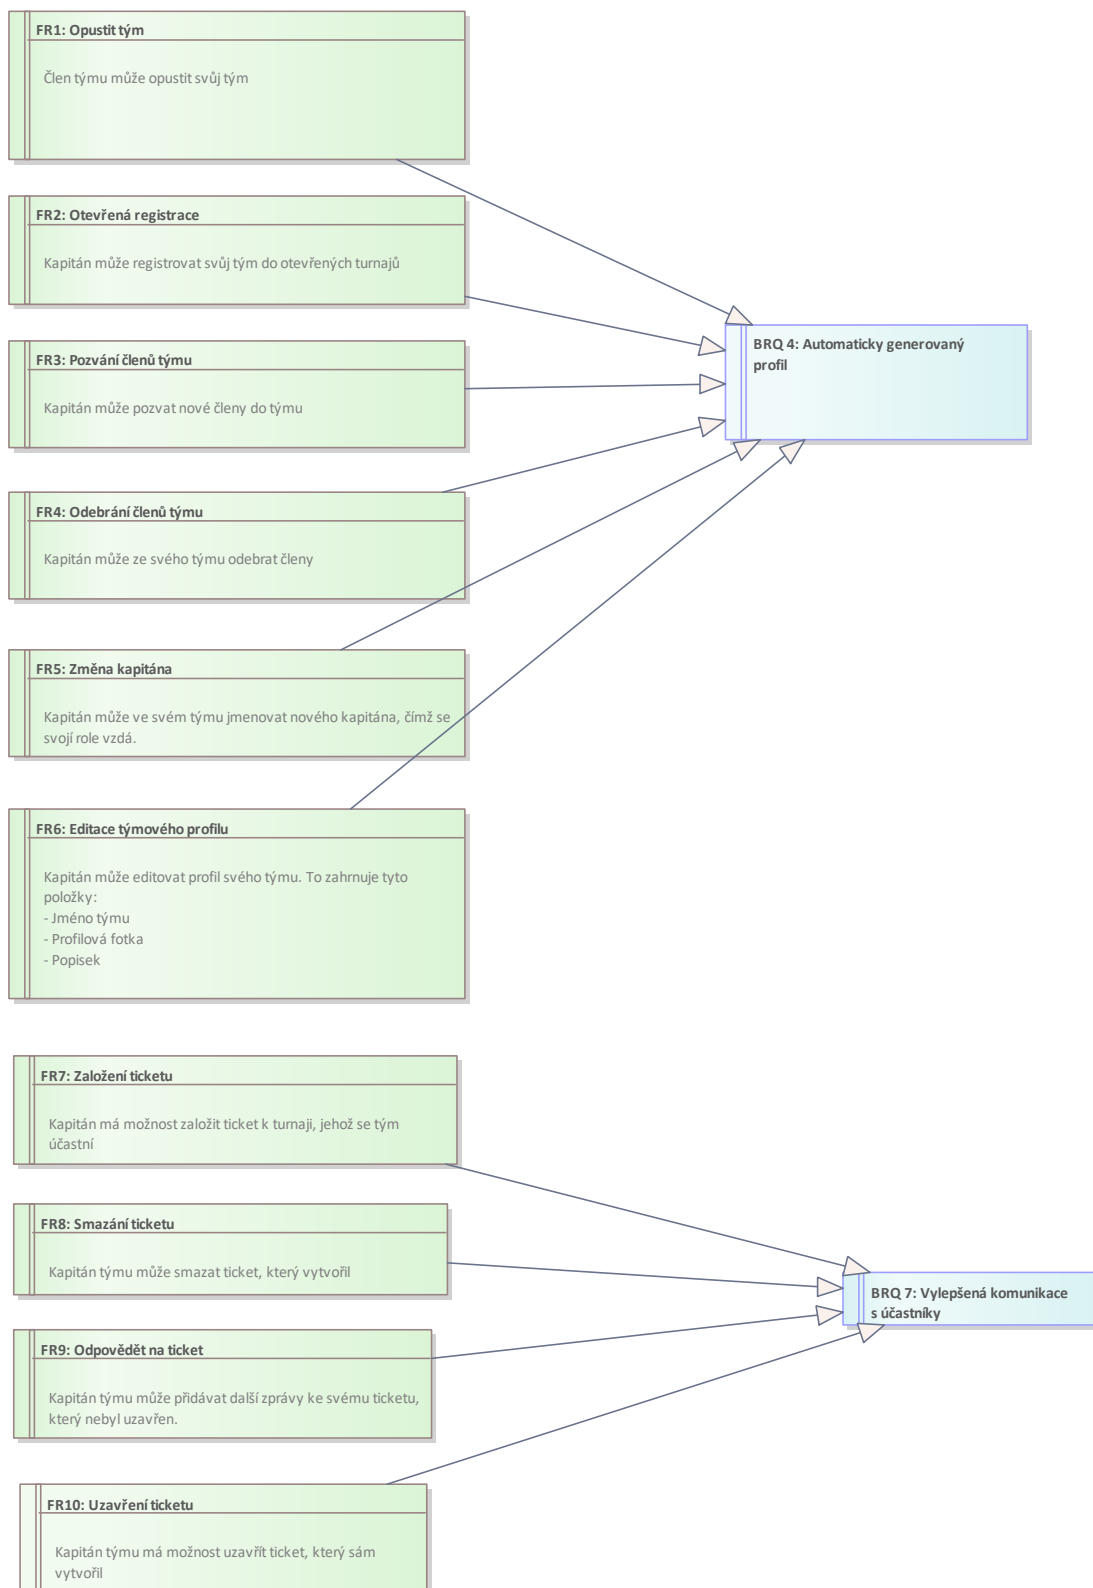 FR1: Opustit tým
Člen týmu může opustit svůj tým
FR2: Otevřená registrace
Kapitán může registrovat svůj tým do otevřených turnajů
FR3: Pozvání členů týmu
Kapitán může pozvat nové členy do týmu
BRQ 4: Automaticky generovaný
profil
FR4: Odebrání členů týmu
Kapitán může ze svého týmu odebrat členy
FR5: Změna kapitána
Kapitán může ve svém týmu jmenovat nového kapitána, čímž se
svojí role vzdá.
FR6: Editace týmového profilu
Kapitán může editovat profil svého týmu. To zahrnuje tyto
položky:
- Jméno týmu
- Profilová fotka
- Popisek
FR7: Založení ticketu
Kapitán má možnost založit ticket k turnaji, jehož se tým
účastní
FR8: Smazání ticketu
Kapitán týmu může smazat ticket, který vytvořil
BRQ 7: Vylepšená komunikace
s účastníky
FR9: Odpovědět na ticket
Kapitán týmu může přidávat další zprávy ke svému ticketu,
který nebyl uzavřen.
FR10: Uzavření ticketu
Kapitán týmu má možnost uzavřít ticket, který sám
vytvořil